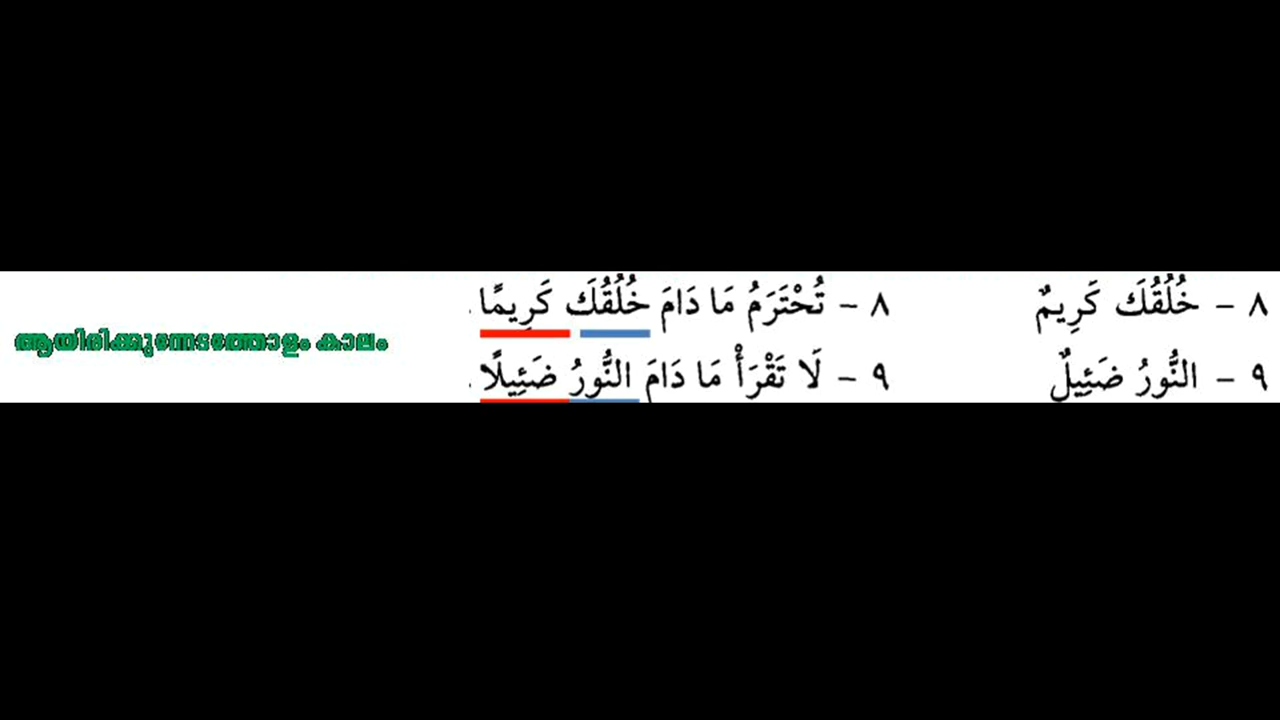 ٨ – خُلُقُكَ كَرِيمٌ
٨ – تُحْتَرَمُ مَا دَامَ خُلُقُكَ كَرِيمًا .
ആയിരിക്കുന്നേടത്തോളം കാലം
٩ – النُّورُ ضَئِيلٌ
٩ – لَا تَقْرَأْ مَا دَامَ النُّورُ ضَئِيلًا .